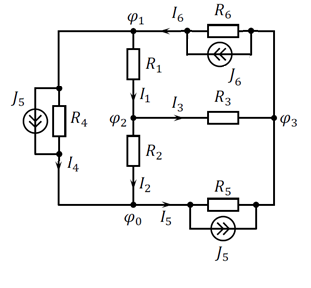 φ₁ I₆ R₆
J₆
R₁
J₅ R₄ I₁ I₃ R₃
φ₂ φ₃
I₄ R₂
I₂ R₅
φ₀ I₅
J₅